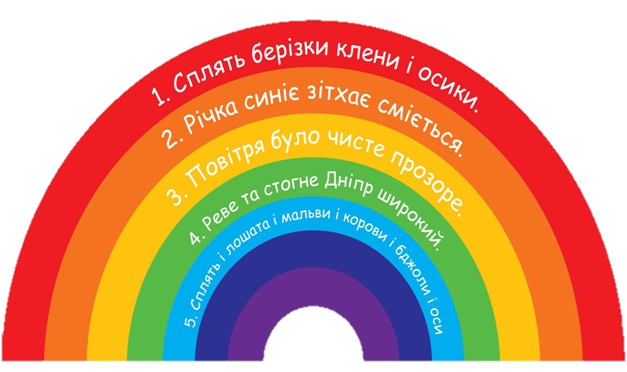 1. Сплять берізки клени і осики.
2. Річка синіє зітхає сміється.
3. Повітря було чисте прозоре.
4. Реве та стогне Дніпр широкий.
5. Сплять і лошата і мальви і корови і бджоли і оси